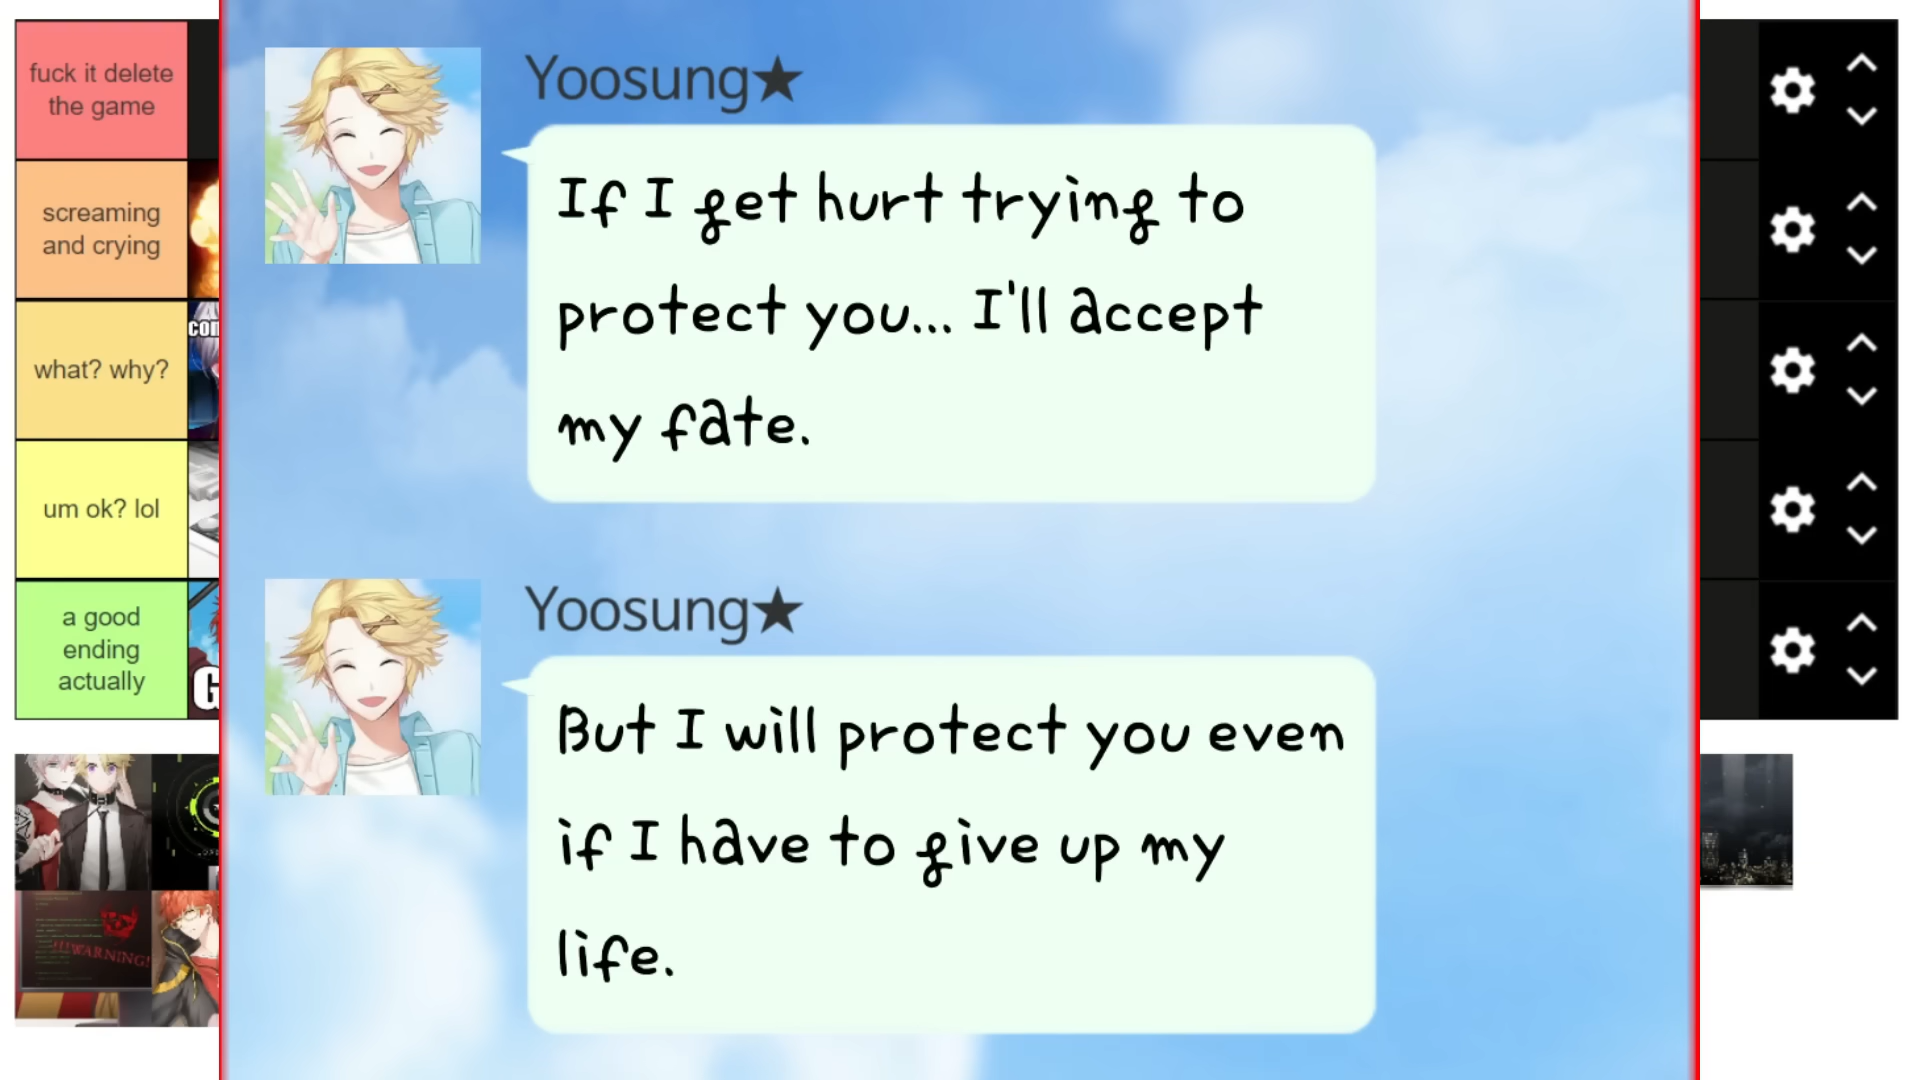 fuck it delete
the game
screaming
and crying
what? why?
um ok? lol
a good
ending
actually
Yoosung★
If I get hurt trying to
protect you... I'll accept
my fate.
Yoosung★
But I will protect you even
if I have to give up my
life.
WARNING!